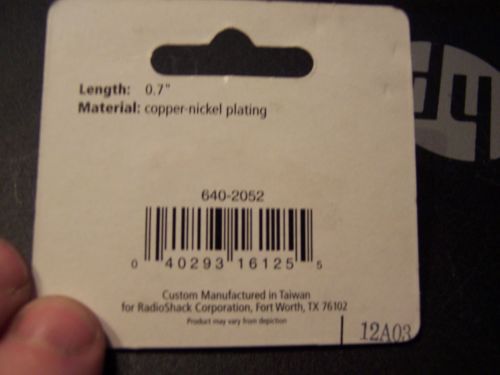 Length: 0.7"
Material: copper-nickel plating
640-2052
0 40293 16125 5
Custom Manufactured in Taiwan
for RadioShack Corporation, Fort Worth, TX 76102
Product may vary from depiction
12A03
hp